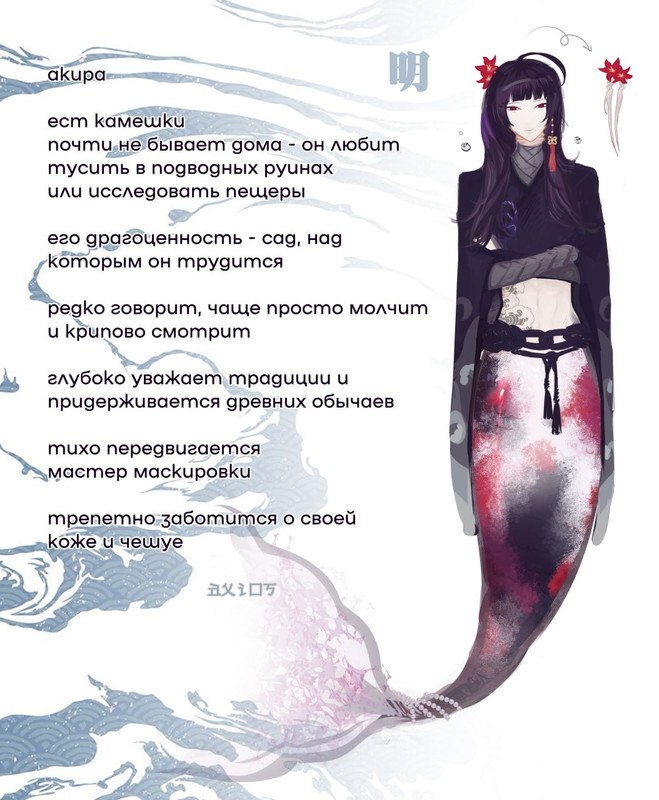 акира
明
ест камешки
почти не бывает дома - он любит
тусить в подводных руинах
или исследовать пещеры
его драгоценность - сад, над
которым он трудится
редко говорит, чаще просто молчит
и крипово смотрит
глубоко уважает традиции и
придерживается древних обычаев
тихо передвигается
мастер маскировки
трепетно заботится о своей
коже и чешуе